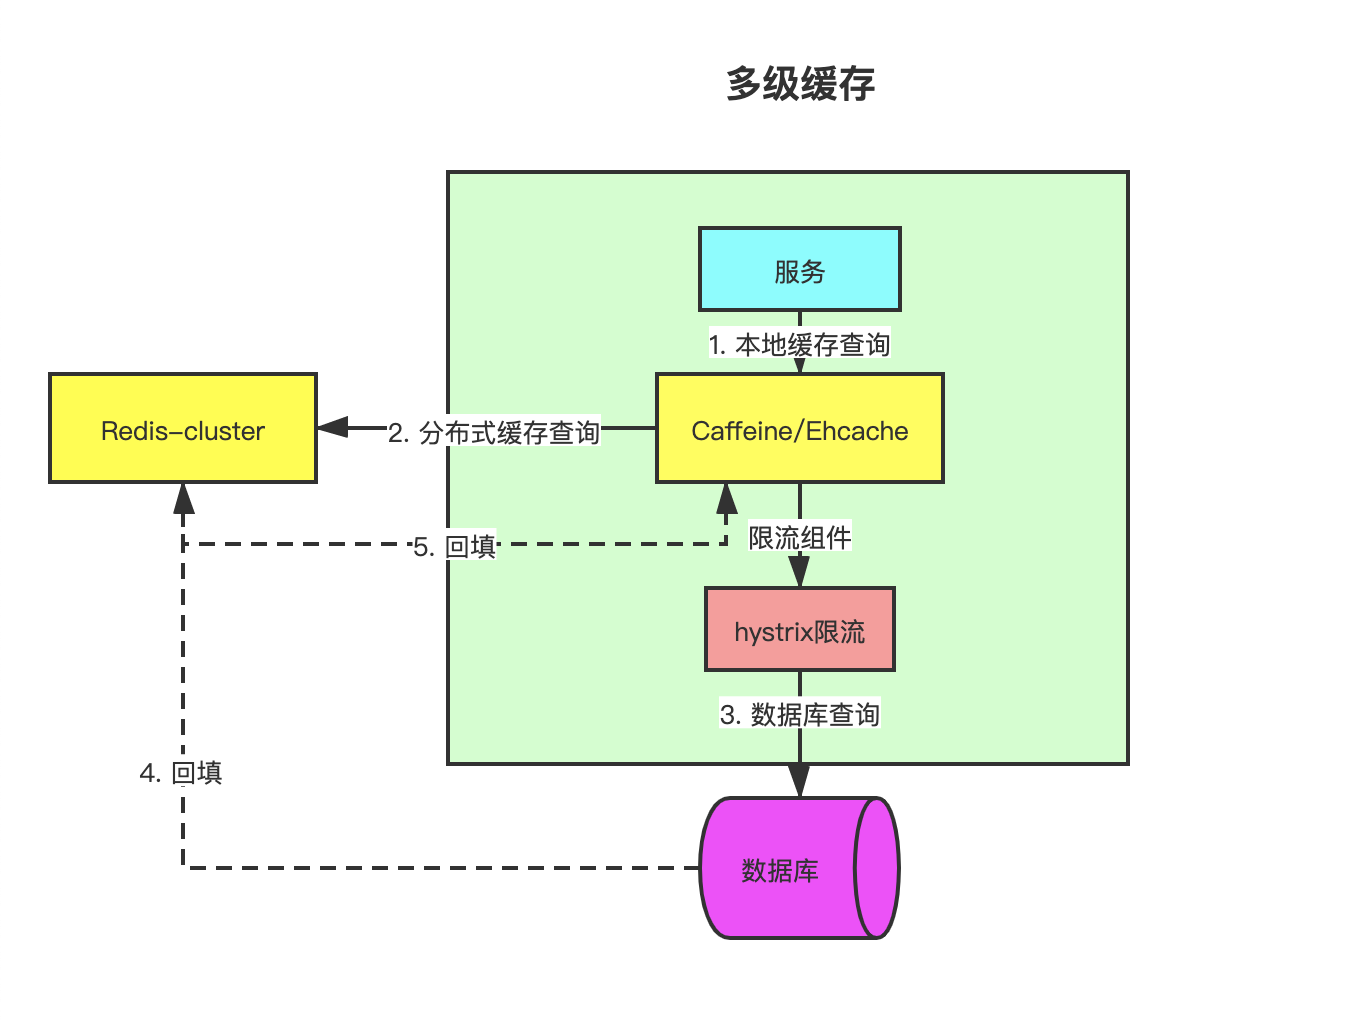 多级缓存
服务
1. 本地缓存查询
Redis-cluster
2. 分布式缓存查询
Caffeine/Ehcache
限流组件
5. 回填
hystrix限流
3. 数据库查询
4. 回填
数据库